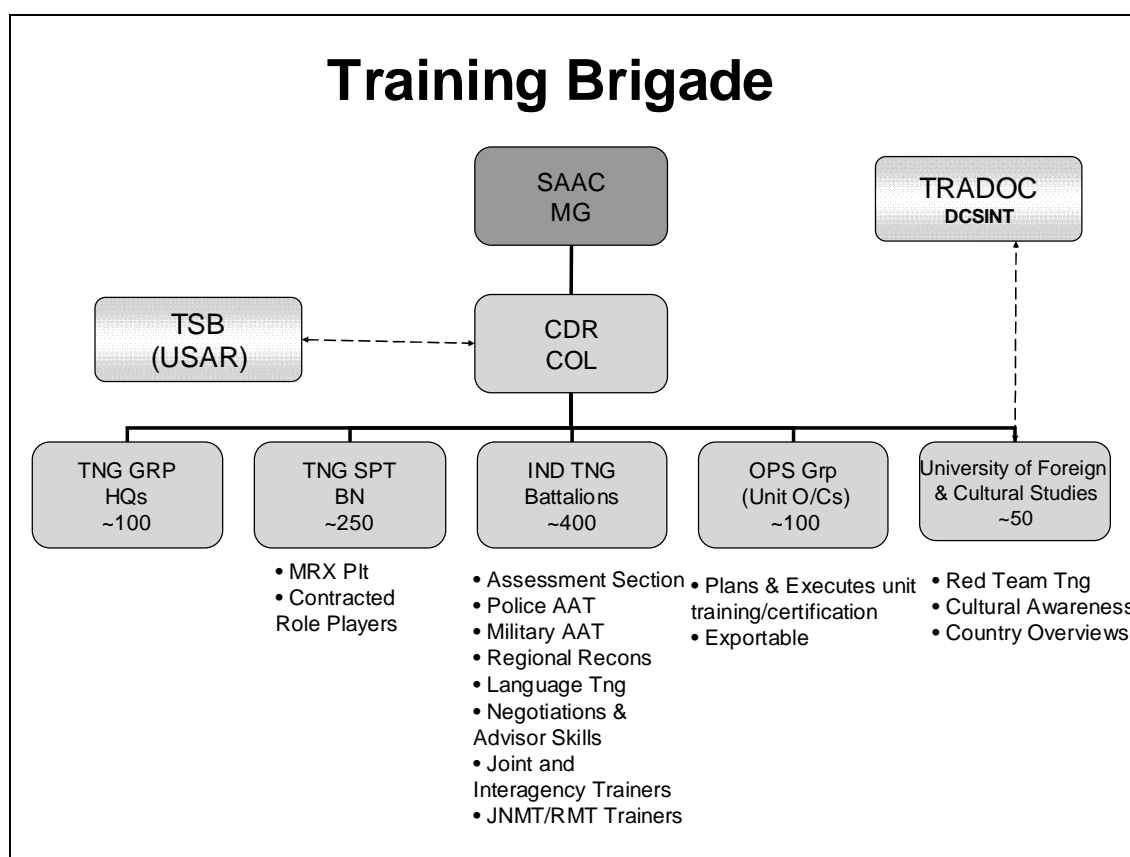 Training Brigade
SAAC
MG
TRADOC
DCSINT
TSB
(USAR)
CDR
COL
TNG GRP
HQs
~100
TNG SPT
BN
~250
IND TNG
Battalions
~400
OPS Grp
(Unit O/Cs)
~100
University of Foreign
& Cultural Studies
~50
• MRX Plt
• Contracted
Role Players
• Assessment Section
• Police AAT
• Military AAT
• Regional Recons
• Language Tng
• Negotiations &
Advisor Skills
• Joint and
Interagency Trainers
• JNMT/RMT Trainers
• Plans & Executes unit
training/certification
• Exportable
• Red Team Tng
• Cultural Awareness
• Country Overviews